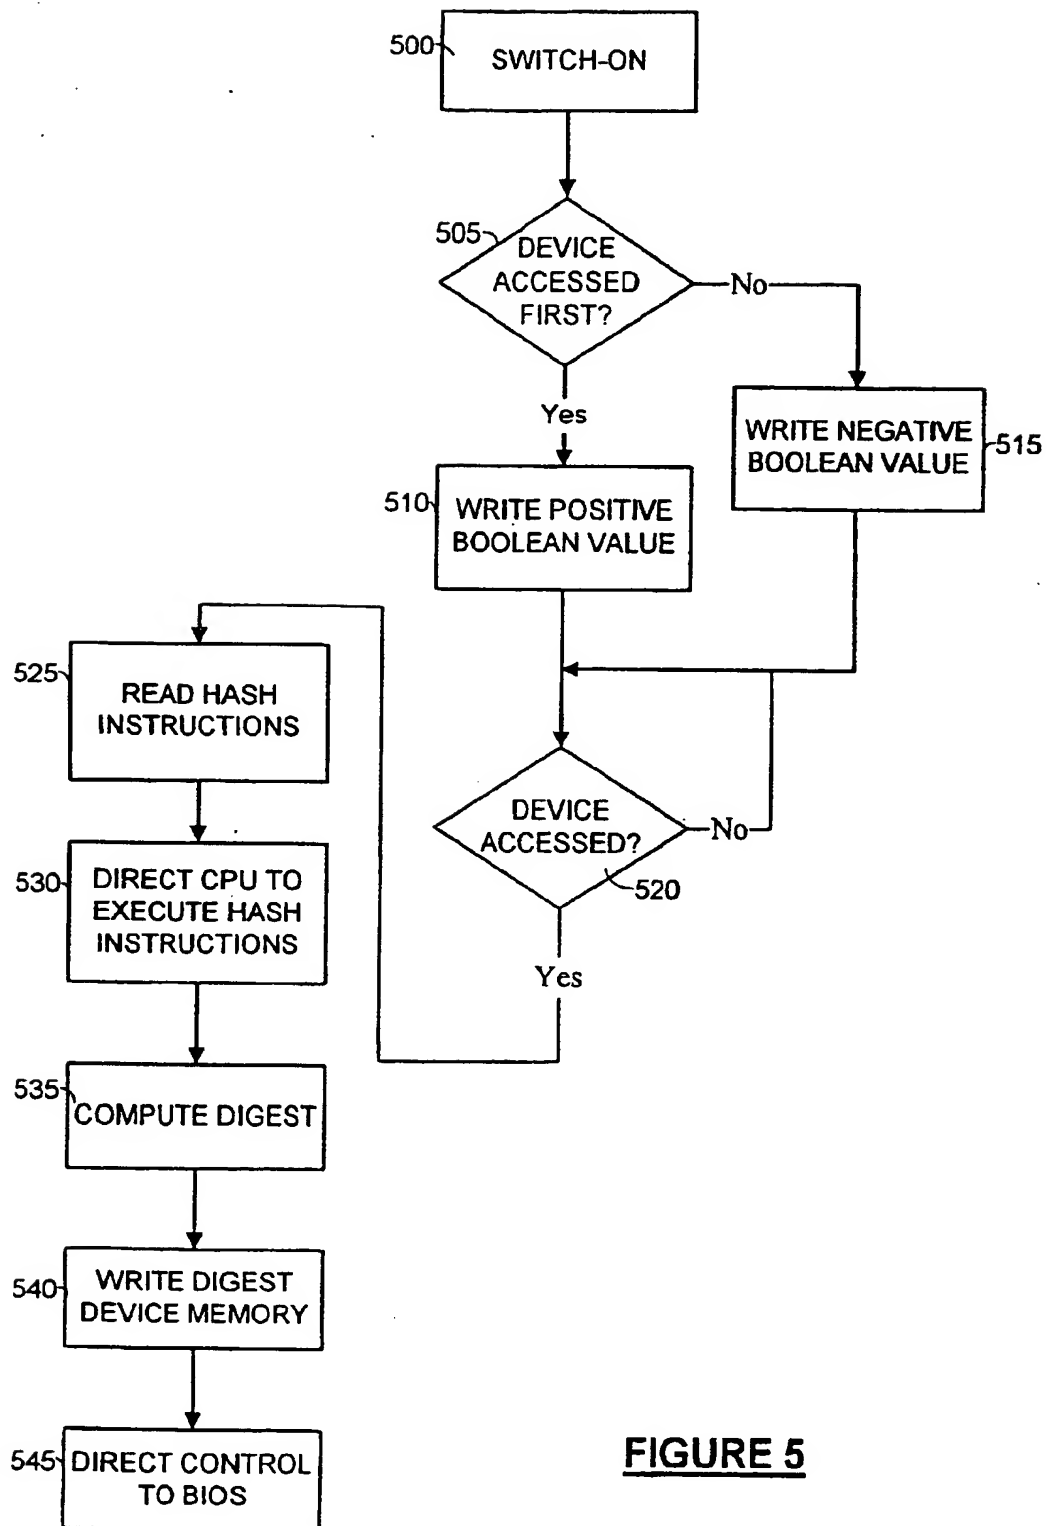 500
SWITCH-ON
505
DEVICE
ACCESSED
FIRST?
No
Yes
WRITE NEGATIVE
BOOLEAN VALUE
515
510
WRITE POSITIVE
BOOLEAN VALUE
525
READ HASH
INSTRUCTIONS
DEVICE
ACCESSED?
No
520
530
DIRECT CPU TO
EXECUTE HASH
INSTRUCTIONS
Yes
535
COMPUTE DIGEST
540
WRITE DIGEST
DEVICE MEMORY
545
DIRECT CONTROL
TO BIOS
FIGURE 5